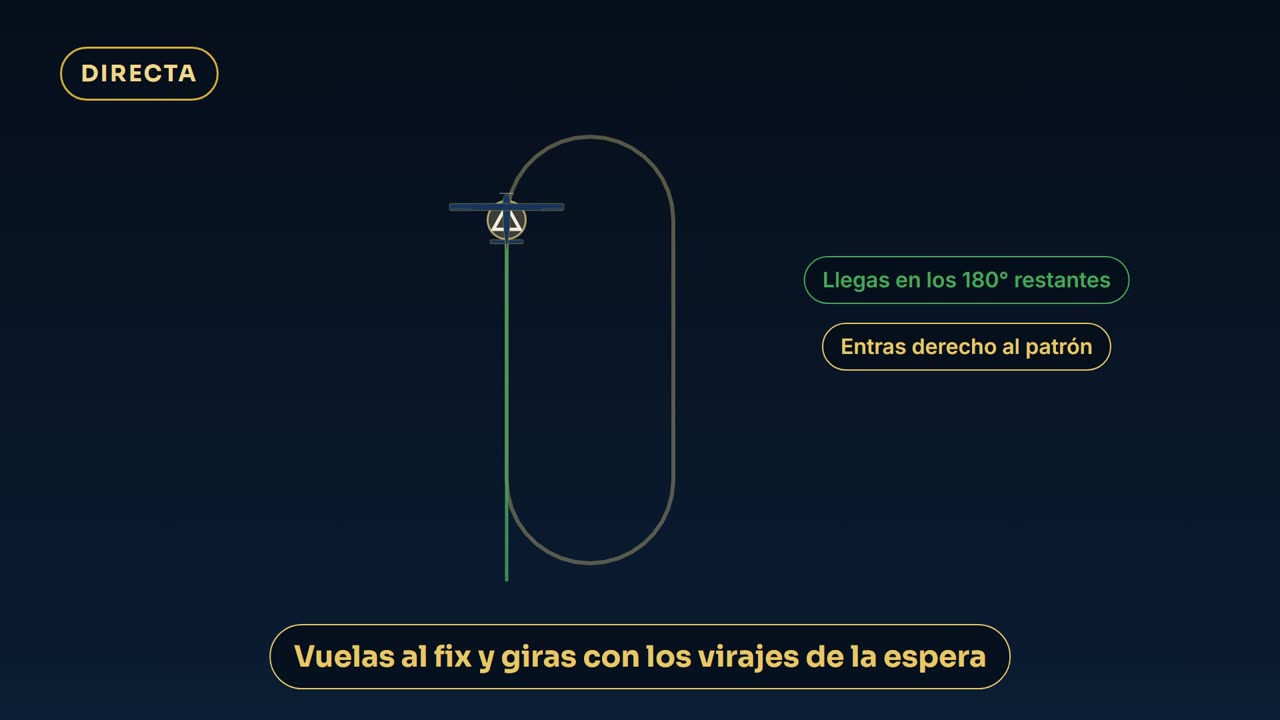 DIRECTA
Llegas en los 180° restantes
Entras derecho al patrón
Vuelas al fix y giras con los virajes de la espera